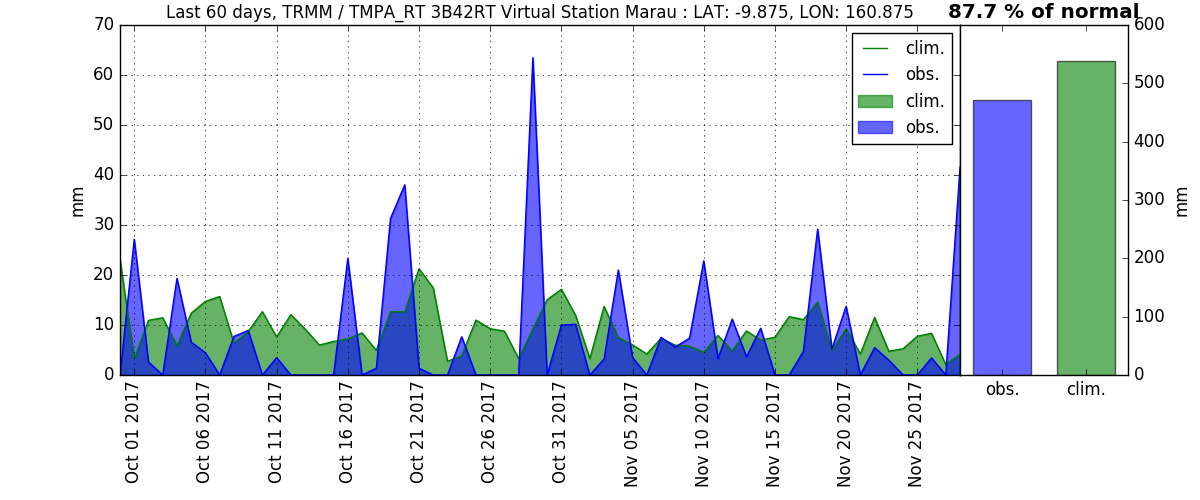 Last 60 days, TRMM / TMPA_RT 3B42RT Virtual Station Marau : LAT: -9.875, LON: 160.875
87.7 % of normal
70
60
50
40
30
20
10
0
mm
clim.
obs.
clim.
obs.
600
500
400
300
200
100
0
mm
obs.
clim.
Oct 01 2017
Oct 06 2017
Oct 11 2017
Oct 16 2017
Oct 21 2017
Oct 26 2017
Oct 31 2017
Nov 05 2017
Nov 10 2017
Nov 15 2017
Nov 20 2017
Nov 25 2017